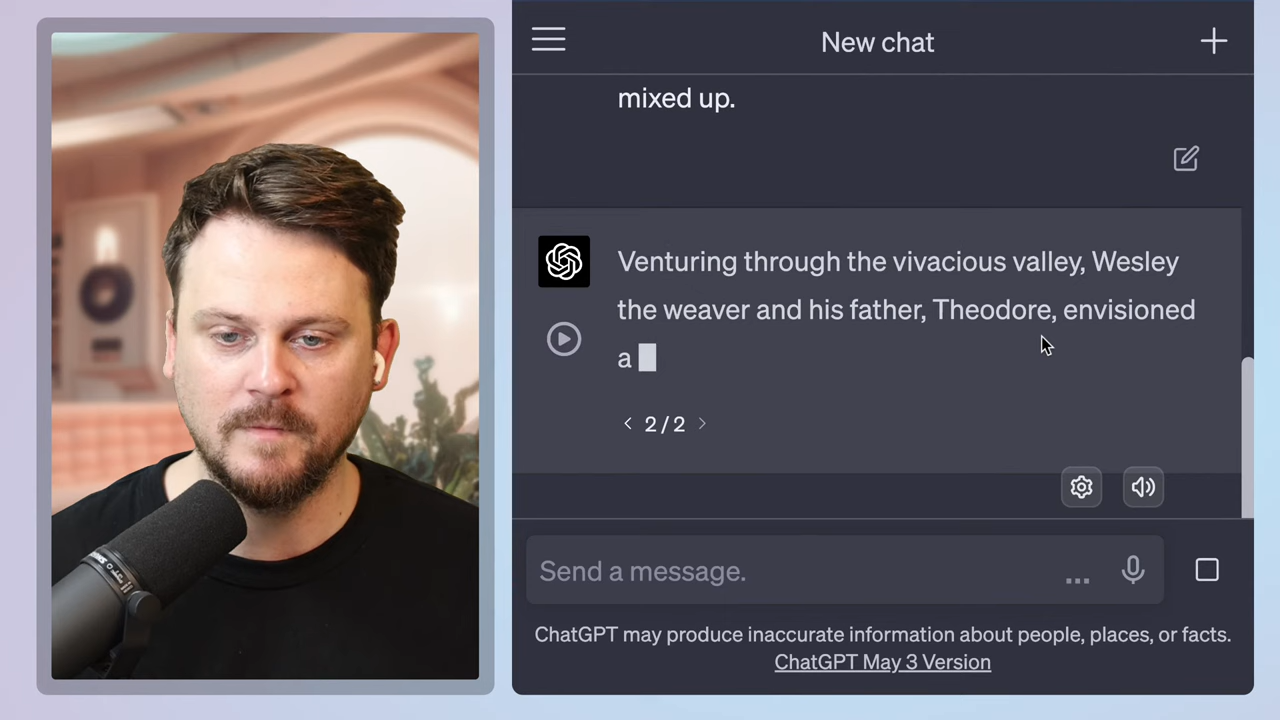 New chat
mixed up.
Venturing through the vivacious valley, Wesley
the weaver and his father, Theodore, envisioned
a
2 / 2
Send a message.
...
ChatGPT may produce inaccurate information about people, places, or facts.
ChatGPT May 3 Version